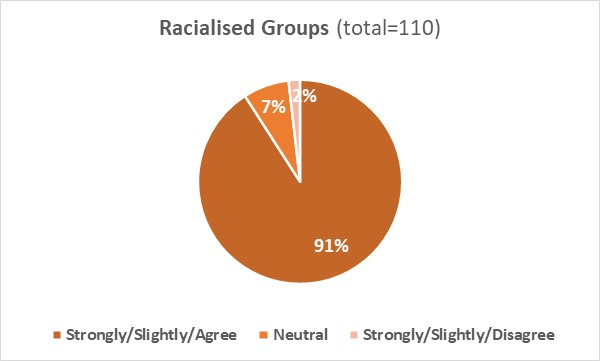 Racialised Groups (total=110)
2%
7%
91%
Strongly/Slightly/Agree Neutral Strongly/Slightly/Disagree